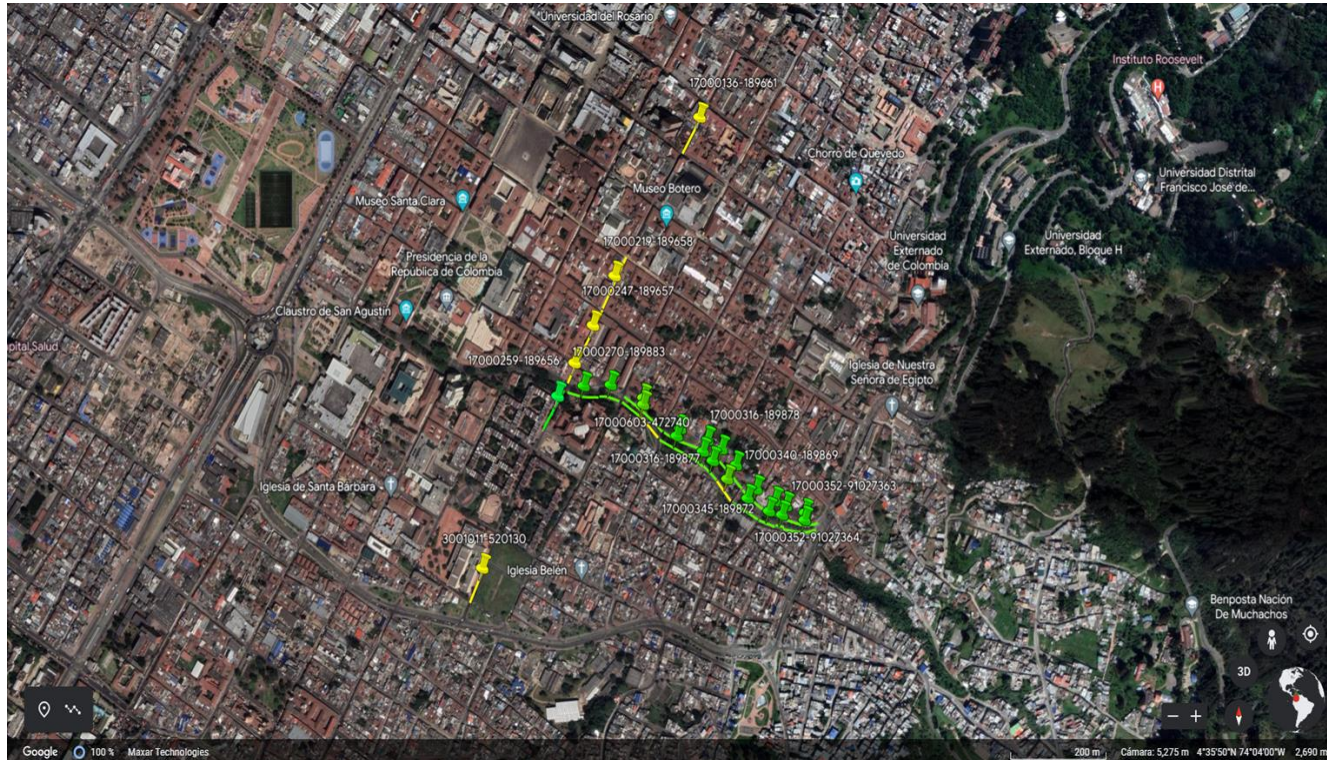 Universidad del Rosario
Instituto Roosevelt
H
17000136-189661
Chorro de Quevedo
Universidad Distrital
Francisco José de...
Museo Botero
Museo Santa Clara
17000219-189658
Universidad
Externado
de Colombia
Universidad
Externado, Bloque H
Presidencia de la
República de Colombia
17000247-189657
Claustro de San Agustín
apital Salud
17000259-189656
17000270-189883
Iglesia de Nuestra
Señora de Egipto
17000316-189878
17000603-472740
17000316-189877
17000340-189869
Iglesia de Santa Bárbara
17000352-91027363
17000345-189872
17000352-91027364
3001011-520130
Iglesia Belén
Benposta Nación
De Muchachos
3D
Google
100 %
Maxar Technologies
200 m
Cámara: 5,275 m
4°35'50"N 74°04'00"W
2,690 m